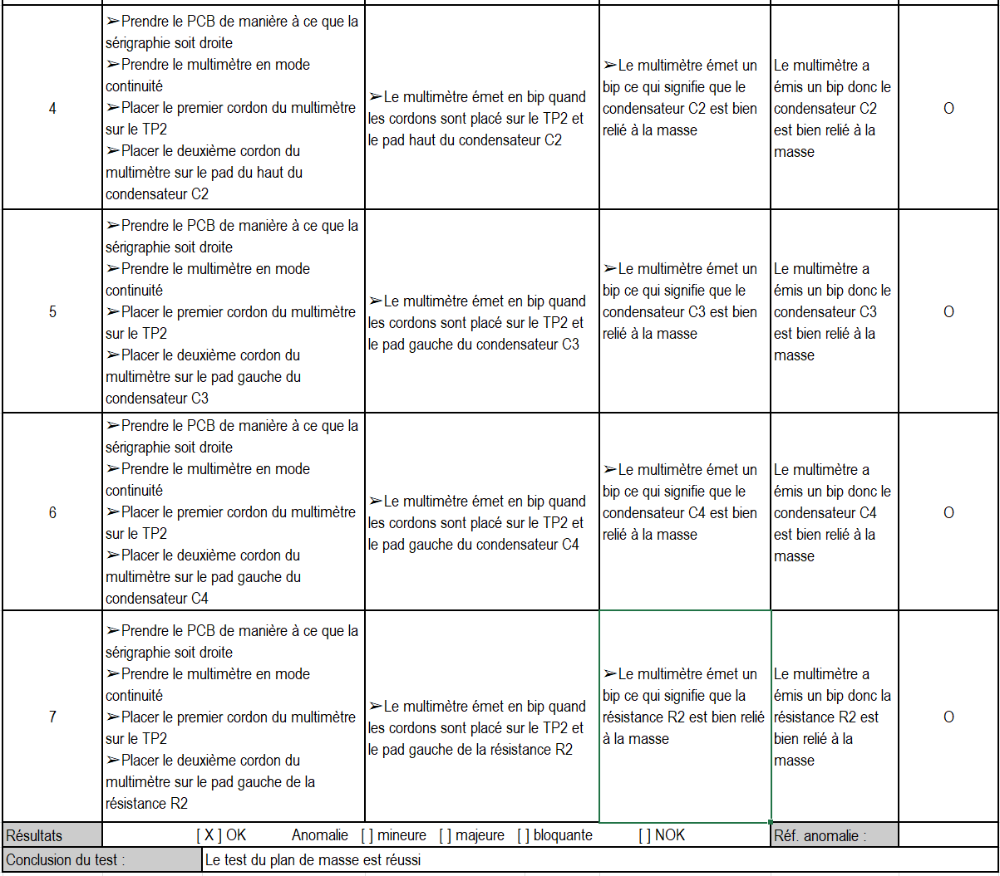 4
➢Prendre le PCB de manière à ce que la
sérigraphie soit droite
➢Prendre le multimètre en mode
continuité
➢Placer le premier cordon du multimètre
sur le TP2
➢Placer le deuxième cordon du
multimètre sur le pad du haut du
condensateur C2
➢Le multimètre émet en bip quand
les cordons sont placé sur le TP2 et
le pad haut du condensateur C2
➢Le multimètre émet un
bip ce qui signifie que le
condensateur C2 est bien
relié à la masse
Le multimètre a
émis un bip donc le
condensateur C2
est bien relié à la
masse
O
5
➢Prendre le PCB de manière à ce que la
sérigraphie soit droite
➢Prendre le multimètre en mode
continuité
➢Placer le premier cordon du multimètre
sur le TP2
➢Placer le deuxième cordon du
multimètre sur le pad gauche du
condensateur C3
➢Le multimètre émet en bip quand
les cordons sont placé sur le TP2 et
le pad gauche du condensateur C3
➢Le multimètre émet un
bip ce qui signifie que le
condensateur C3 est bien
relié à la masse
Le multimètre a
émis un bip donc le
condensateur C3
est bien relié à la
masse
O
6
➢Prendre le PCB de manière à ce que la
sérigraphie soit droite
➢Prendre le multimètre en mode
continuité
➢Placer le premier cordon du multimètre
sur le TP2
➢Placer le deuxième cordon du
multimètre sur le pad gauche du
condensateur C4
➢Le multimètre émet en bip quand
les cordons sont placé sur le TP2 et
le pad gauche du condensateur C4
➢Le multimètre émet un
bip ce qui signifie que le
condensateur C4 est bien
relié à la masse
Le multimètre a
émis un bip donc le
condensateur C4
est bien relié à la
masse
O
7
➢Prendre le PCB de manière à ce que la
sérigraphie soit droite
➢Prendre le multimètre en mode
continuité
➢Placer le premier cordon du multimètre
sur le TP2
➢Placer le deuxième cordon du
multimètre sur le pad gauche de la
résistance R2
➢Le multimètre émet en bip quand
les cordons sont placé sur le TP2 et
le pad gauche de la résistance R2
➢Le multimètre émet un
bip ce qui signifie que la
résistance R2 est bien relié
à la masse
Le multimètre a
émis un bip donc la
résistance R2 est
bien relié à la
masse
O
Résultats [ X ] OK Anomalie [ ] mineure [ ] majeure [ ] bloquante [ ] NOK Réf. anomalie :
Conclusion du test : Le test du plan de masse est réussi